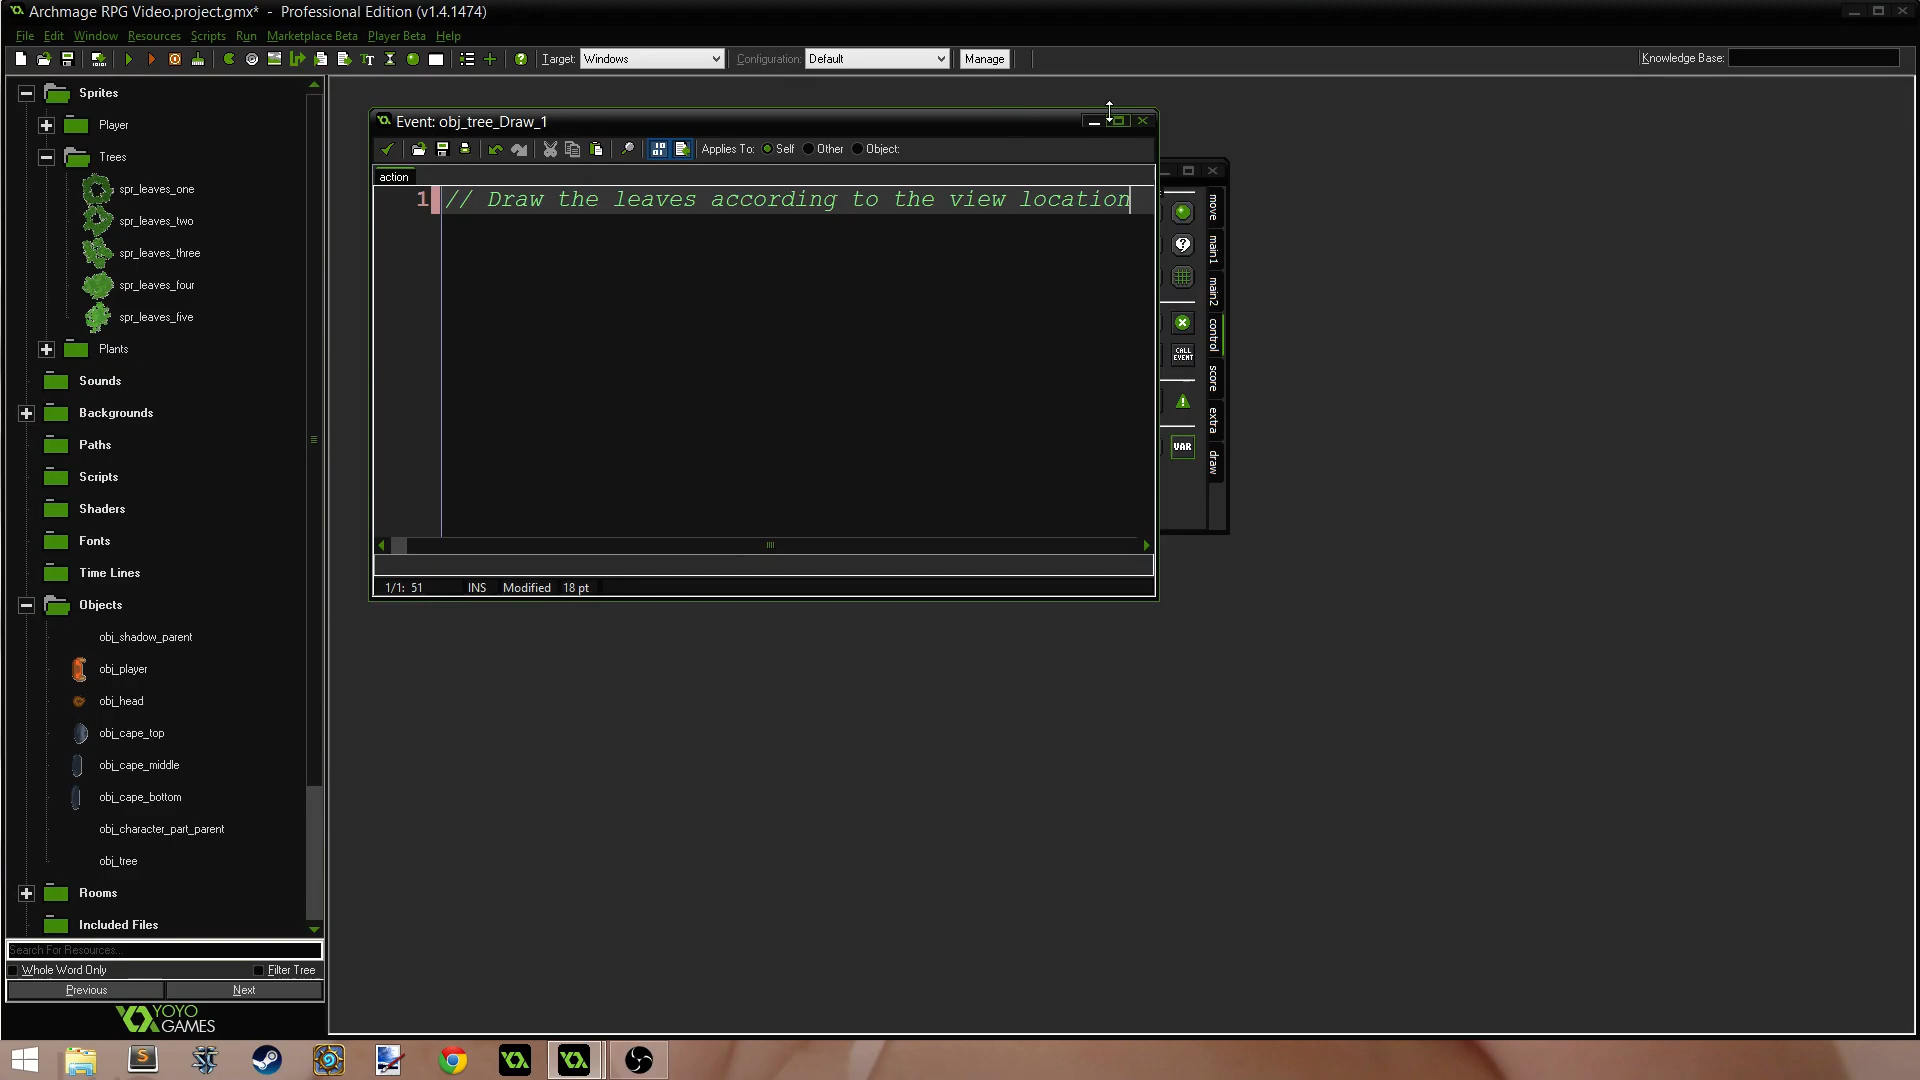 Archmage RPG Video.project.gmx* - Professional Edition (v1.4.1474)
File Edit Window Resources Scripts Run Marketplace Beta Player Beta Help
Target: Windows Configuration: Default Manage Knowledge Base:
Sprites
Player
Trees
spr_leaves_one
spr_leaves_two
spr_leaves_three
spr_leaves_four
spr_leaves_five
Plants
Sounds
Backgrounds
Paths
Scripts
Shaders
Fonts
Time Lines
Objects
obj_shadow_parent
obj_player
obj_head
obj_cape_top
obj_cape_middle
obj_cape_bottom
obj_character_part_parent
obj_tree
Rooms
Included Files
Search For Resources...
Whole Word Only Filter Tree
Previous Next
YOYO
GAMES
Event: obj_tree_Draw_1
Applies To: Self Other Object:
action
1 // Draw the leaves according to the view location
1/1: 51 INS Modified 18 pt
move
main1
main2
control
score
extra
draw
CALL
EVENT
VAR